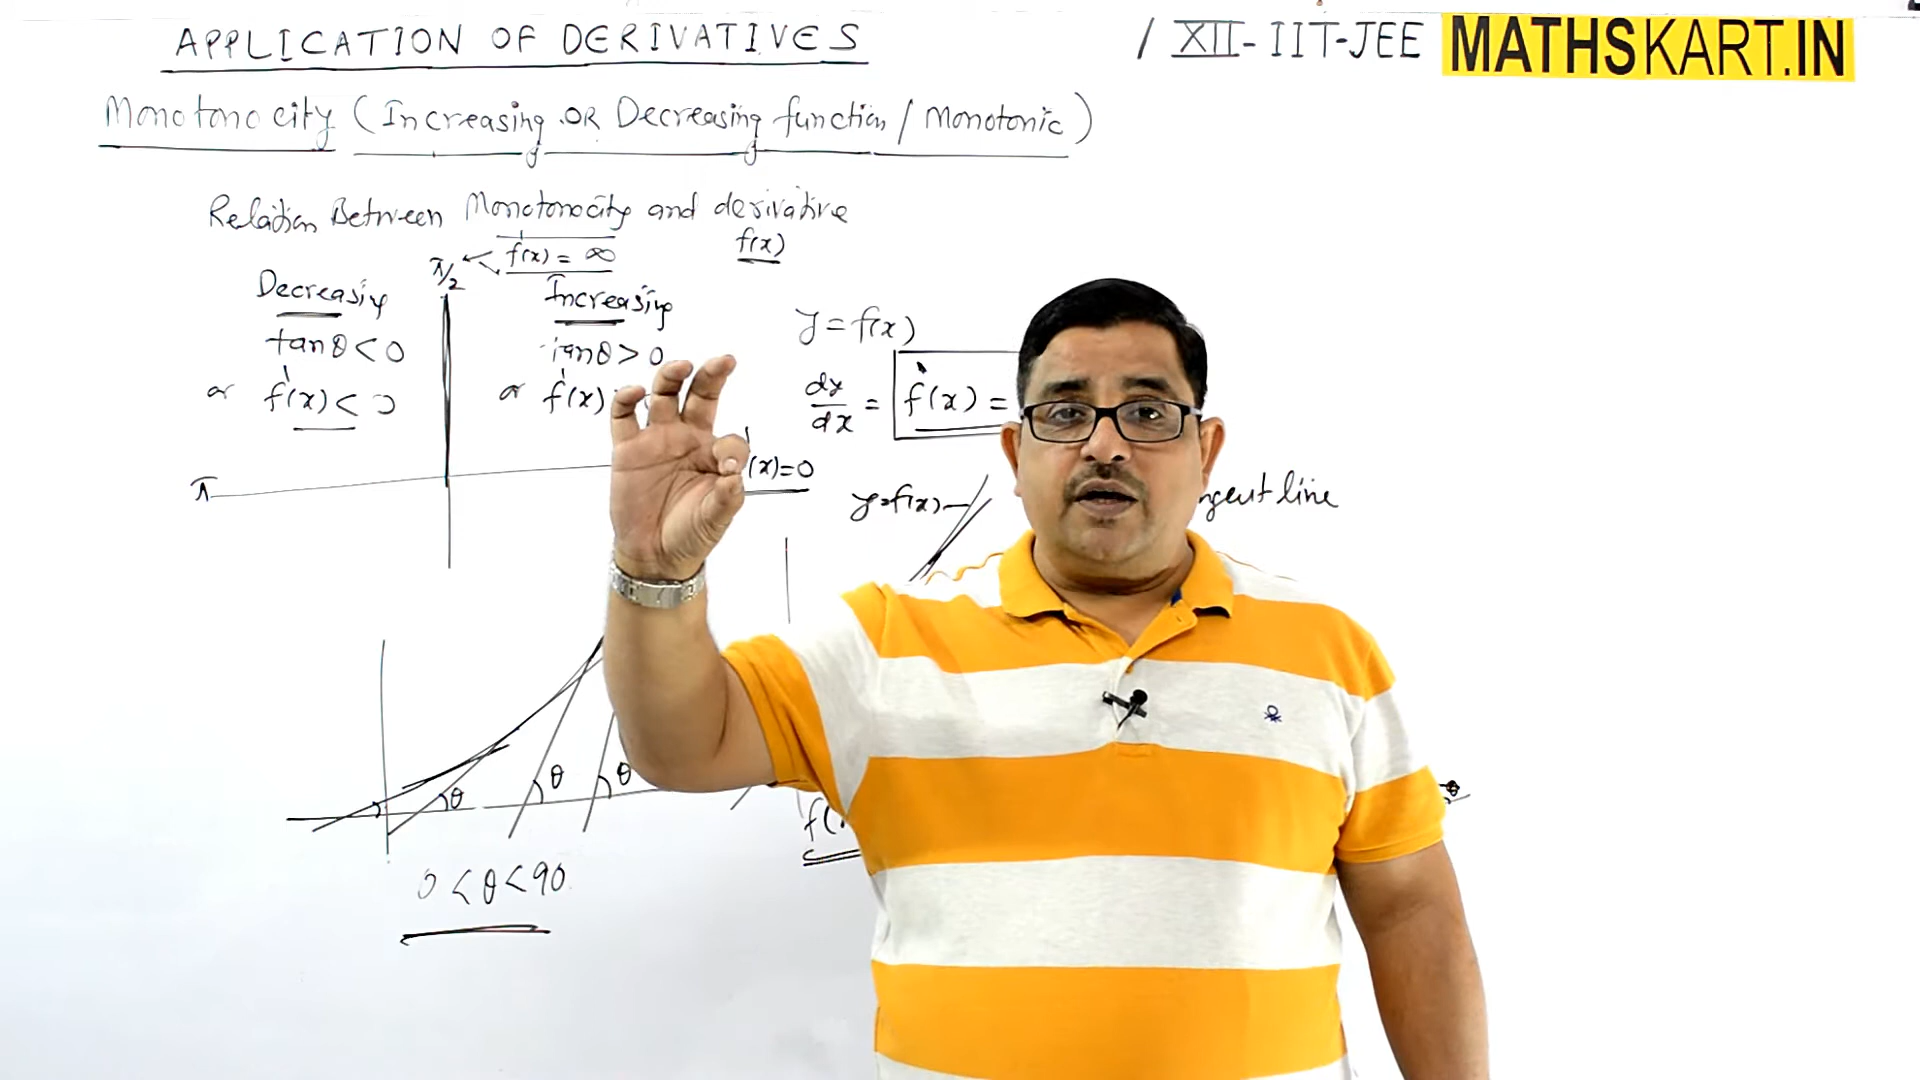 APPLICATION OF DERIVATIVES / XII - IIT-JEE MATHSKART.IN
Monotonocity (Increasing OR Decreasing function / Monotonic)
Relation Between Monotonocity and derivative
f'(x) = ∞
f(x)
π/2
Decreasing
Increasing
tanθ < 0
tanθ > 0
y = f(x)
or f'(x) < 0
or f'(x)
dy/dx = f'(x) =
π
(x)=0
y=f(x)
line
θ
θ
θ
0 < θ < 90